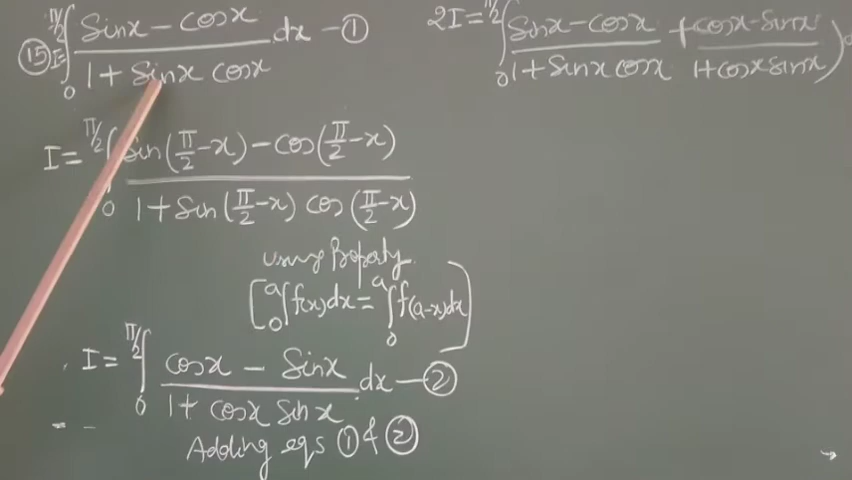 (15) I = ∫₀^{π/2} (Sinx - cosx)/(1 + Sinx cosx) dx - ①
I = ∫₀^{π/2} (Sin(π/2 - x) - cos(π/2 - x))/(1 + Sin(π/2 - x) cos(π/2 - x))
using Property
[₀∫ᵃ f(x)dx = ₀∫ᵃ f(a-x)dx]
I = ∫₀^{π/2} (cosx - Sinx)/(1 + cosx Sinx) dx - ②
Adding eqs ① & ②
2I = ∫₀^{π/2} (Sinx - cosx)/(1 + Sinx cosx) + (cosx - Sinx)/(1 + cosx Sinx))